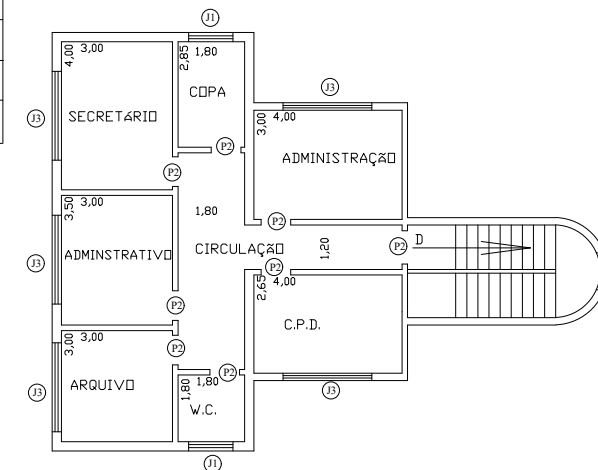 J1
4,00 3,00
2,85 1,80
COPA
J3
SECRETáRIO
J3
3,00 4,00
ADMINISTRAÇãO
P2
P2
3,50 3,00
1,80
P2
ADMNSTRATIVO
CIRCULAÇãO
1,20
P2
D
J3
P2
2,65 4,00
P2
C.P.D.
3,00 3,00
P2
ARQUIVO
P2
1,80 1,80
J3
J3
W.C.
J1